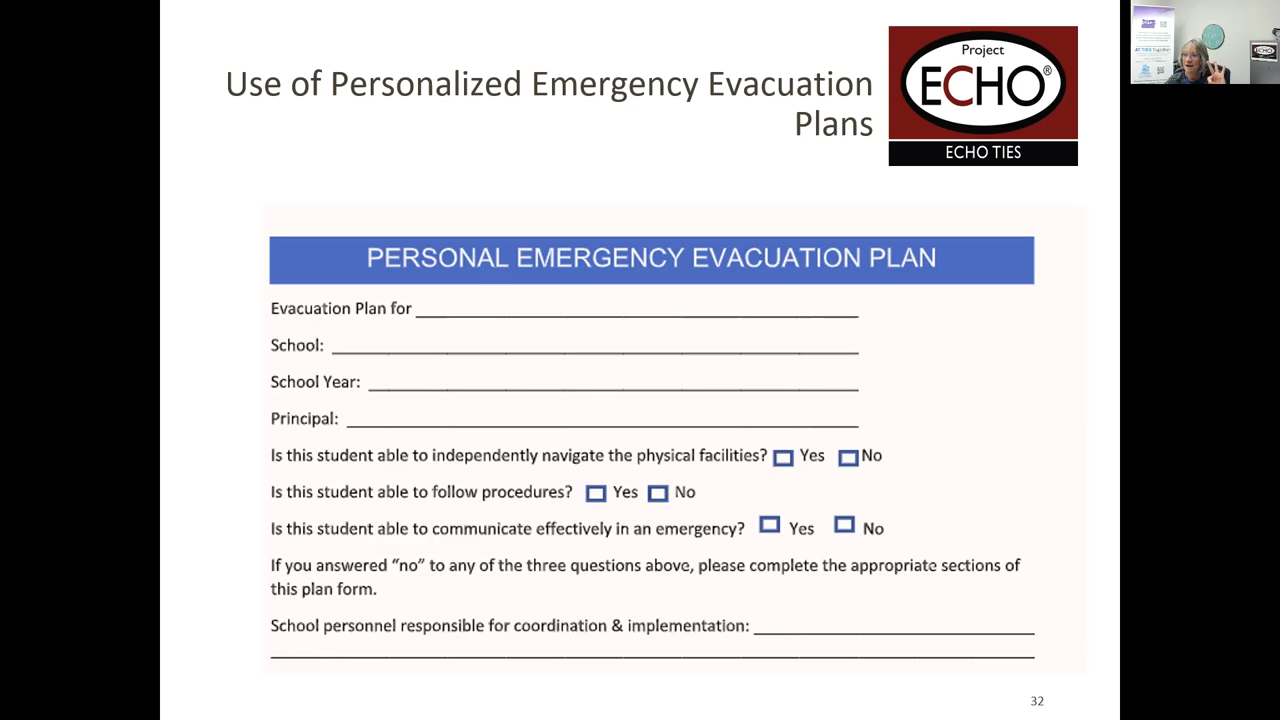 Use of Personalized Emergency Evacuation
Plans
Project
ECHO®
ECHO TIES
PERSONAL EMERGENCY EVACUATION PLAN
Evacuation Plan for
School:
School Year:
Principal:
Is this student able to independently navigate the physical facilities? Yes No
Is this student able to follow procedures? Yes No
Is this student able to communicate effectively in an emergency? Yes No
If you answered “no” to any of the three questions above, please complete the appropriate sections of
this plan form.
School personnel responsible for coordination & implementation:
32
ECHO